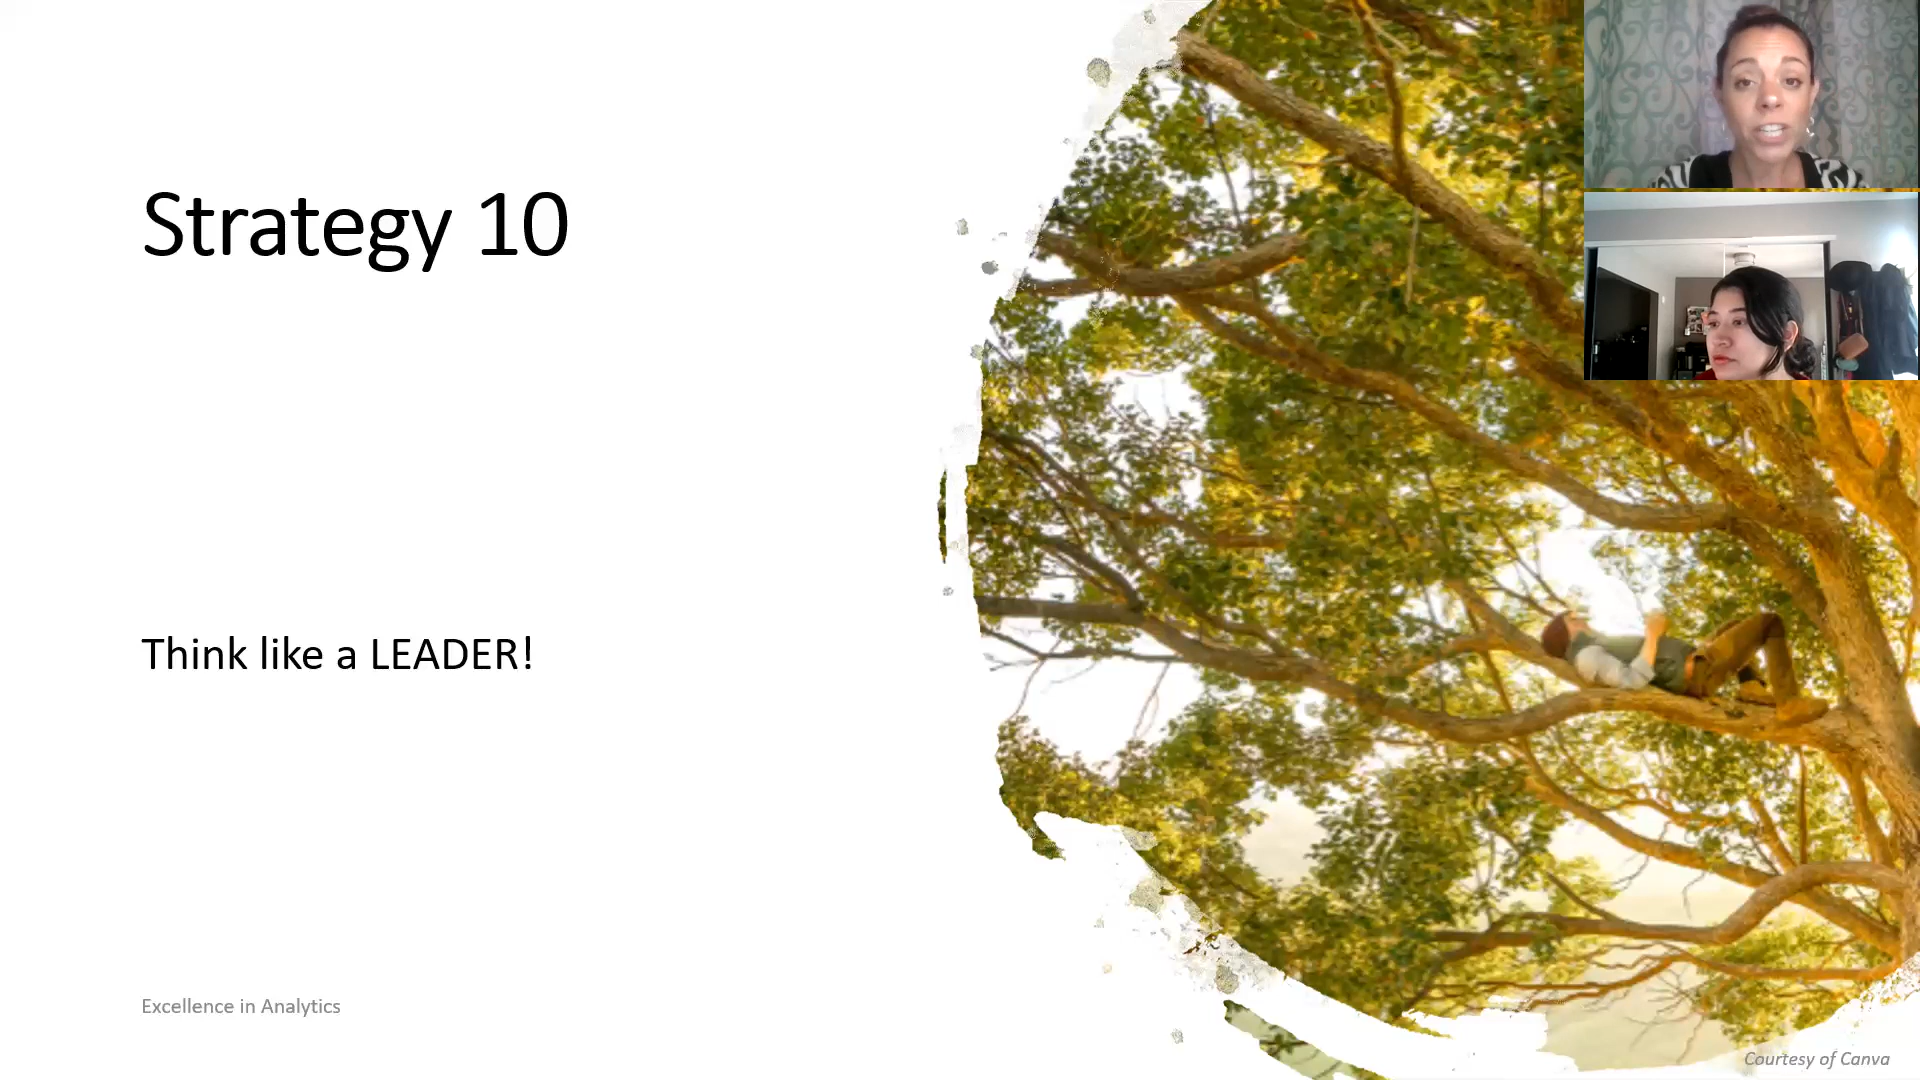 Strategy 10
Think like a LEADER!
Excellence in Analytics
Courtesy of Canva